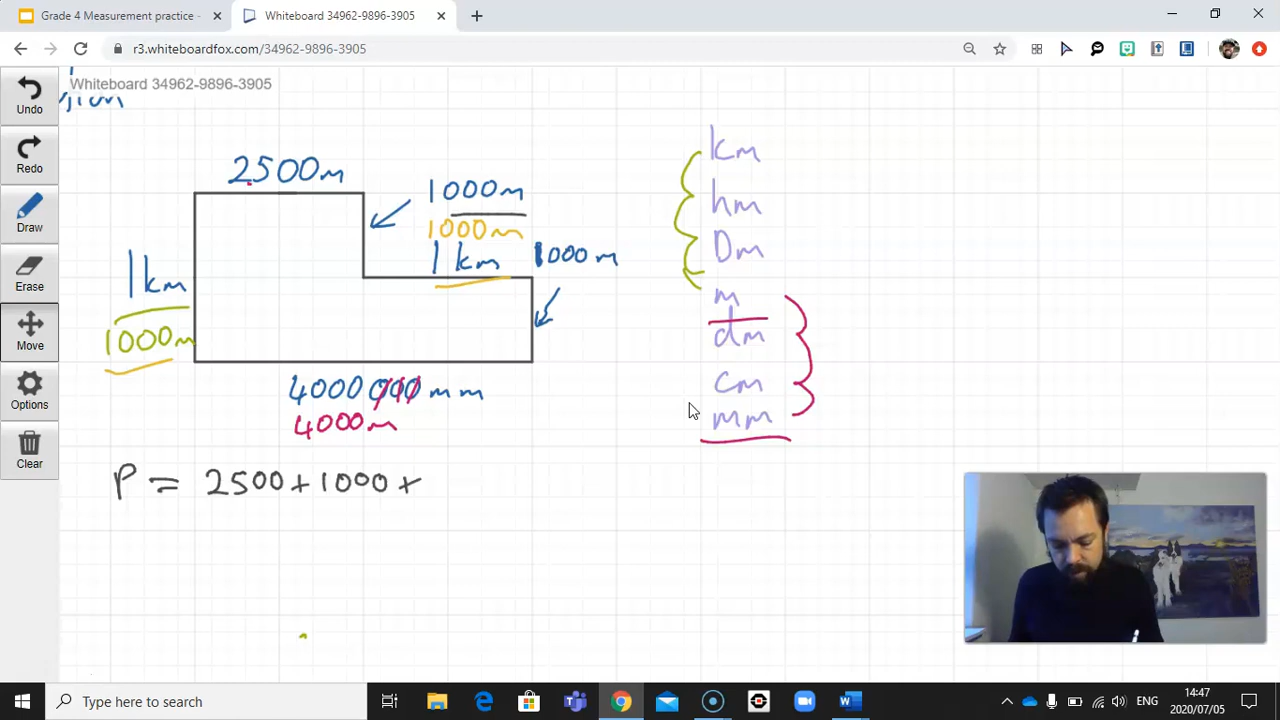 Grade 4 Measurement practice -
Whiteboard 34962-9896-3905
r3.whiteboardfox.com/34962-9896-3905
Whiteboard 34962-9896-3905
Undo
Redo
Draw
Erase
Move
Options
Clear
2500m
1000m
1000m
1km
1000m
1km
1000m
4000000mm
4000m
P = 2500+1000+
km
hm
Dm
m
dm
cm
mm
Type here to search
ENG
14:47
2020/07/05